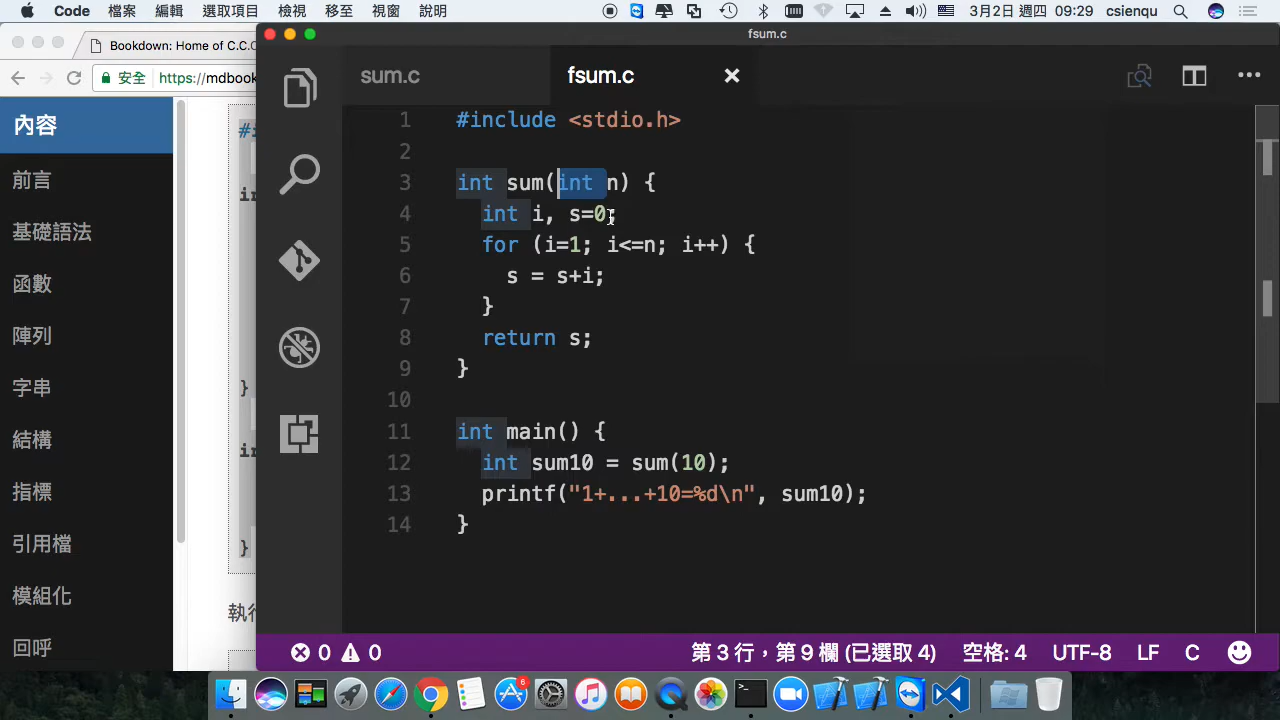 Code 檔案 編輯 選取項目 檢視 移至 視窗 說明 3月2日 週四 09:29 csienqu
Bookdown: Home of C.C.C
fsum.c
安全 https://mdbook
sum.c fsum.c
內容
前言
基礎語法
函數
陣列
字串
結構
指標
引用檔
模組化
回呼
#i
in
}
in
}
執行
1 #include <stdio.h>
2
3 int sum(int n) {
4   int i, s=0;
5   for (i=1; i<=n; i++) {
6     s = s+i;
7   }
8   return s;
9 }
10
11 int main() {
12   int sum10 = sum(10);
13   printf("1+...+10=%d\n", sum10);
14 }
0 0 第 3 行，第 9 欄 (已選取 4) 空格: 4 UTF-8 LF C
6